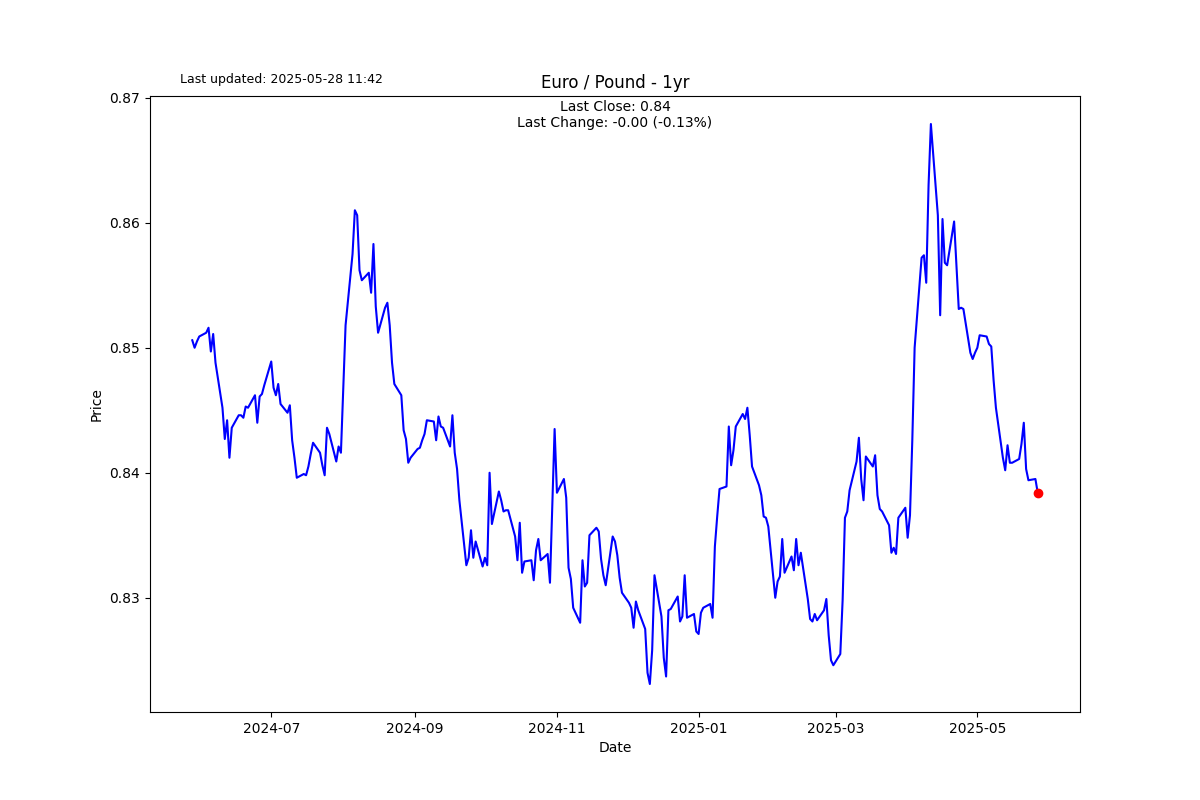 Last updated: 2025-05-28 11:42
Euro / Pound - 1yr
Last Close: 0.84
Last Change: -0.00 (-0.13%)
0.87
0.86
0.85
0.84
0.83
Price
2024-07
2024-09
2024-11
2025-01
2025-03
2025-05
Date